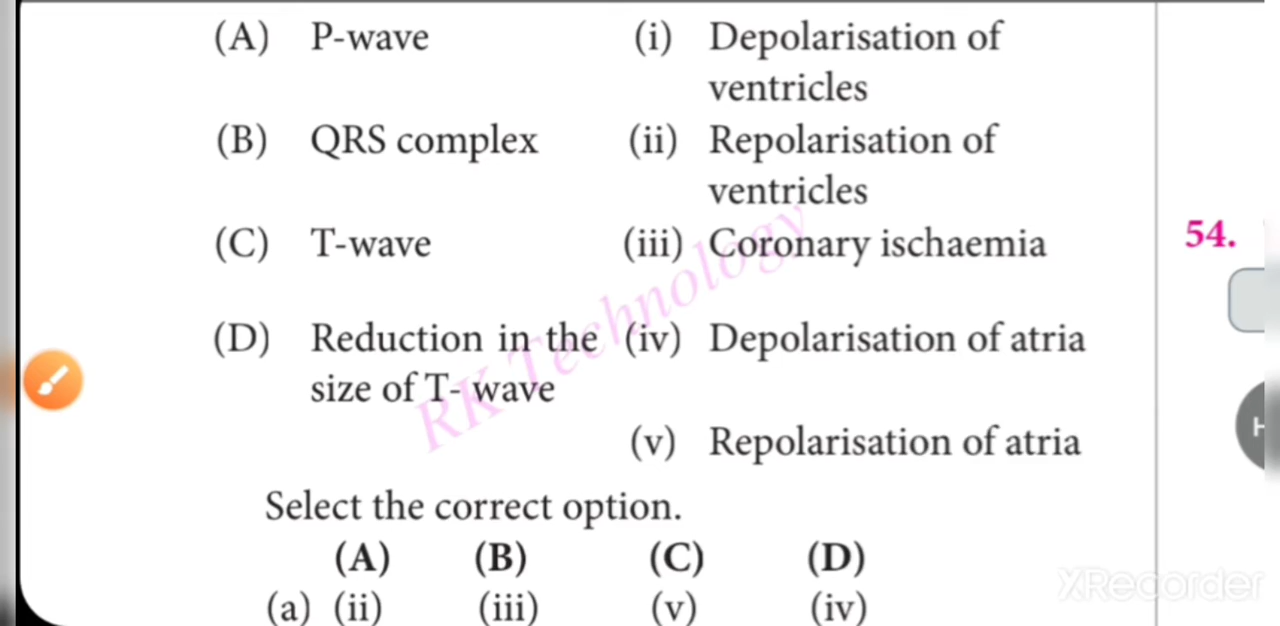 (A) P-wave (i) Depolarisation of
ventricles
(B) QRS complex (ii) Repolarisation of
ventricles
(C) T-wave (iii) Coronary ischaemia
54.
(D) Reduction in the (iv) Depolarisation of atria
size of T- wave
(v) Repolarisation of atria
H
Select the correct option.
(A) (B) (C) (D)
(a) (ii) (iii) (v) (iv)
RK Technology
XRecorder